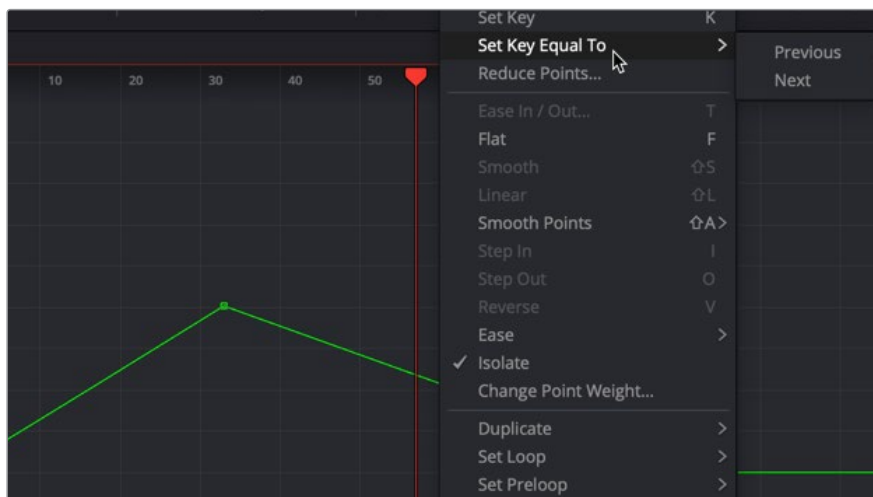 Set Key K
Set Key Equal To >
Reduce Points...
Previous
Next
10 20 30 40 50
Ease In / Out... T
Flat F
Smooth ⇧S
Linear ⇧L
Smooth Points ⇧A>
Step In I
Step Out O
Reverse V
Ease >
✓ Isolate
Change Point Weight...
Duplicate >
Set Loop >
Set Preloop >